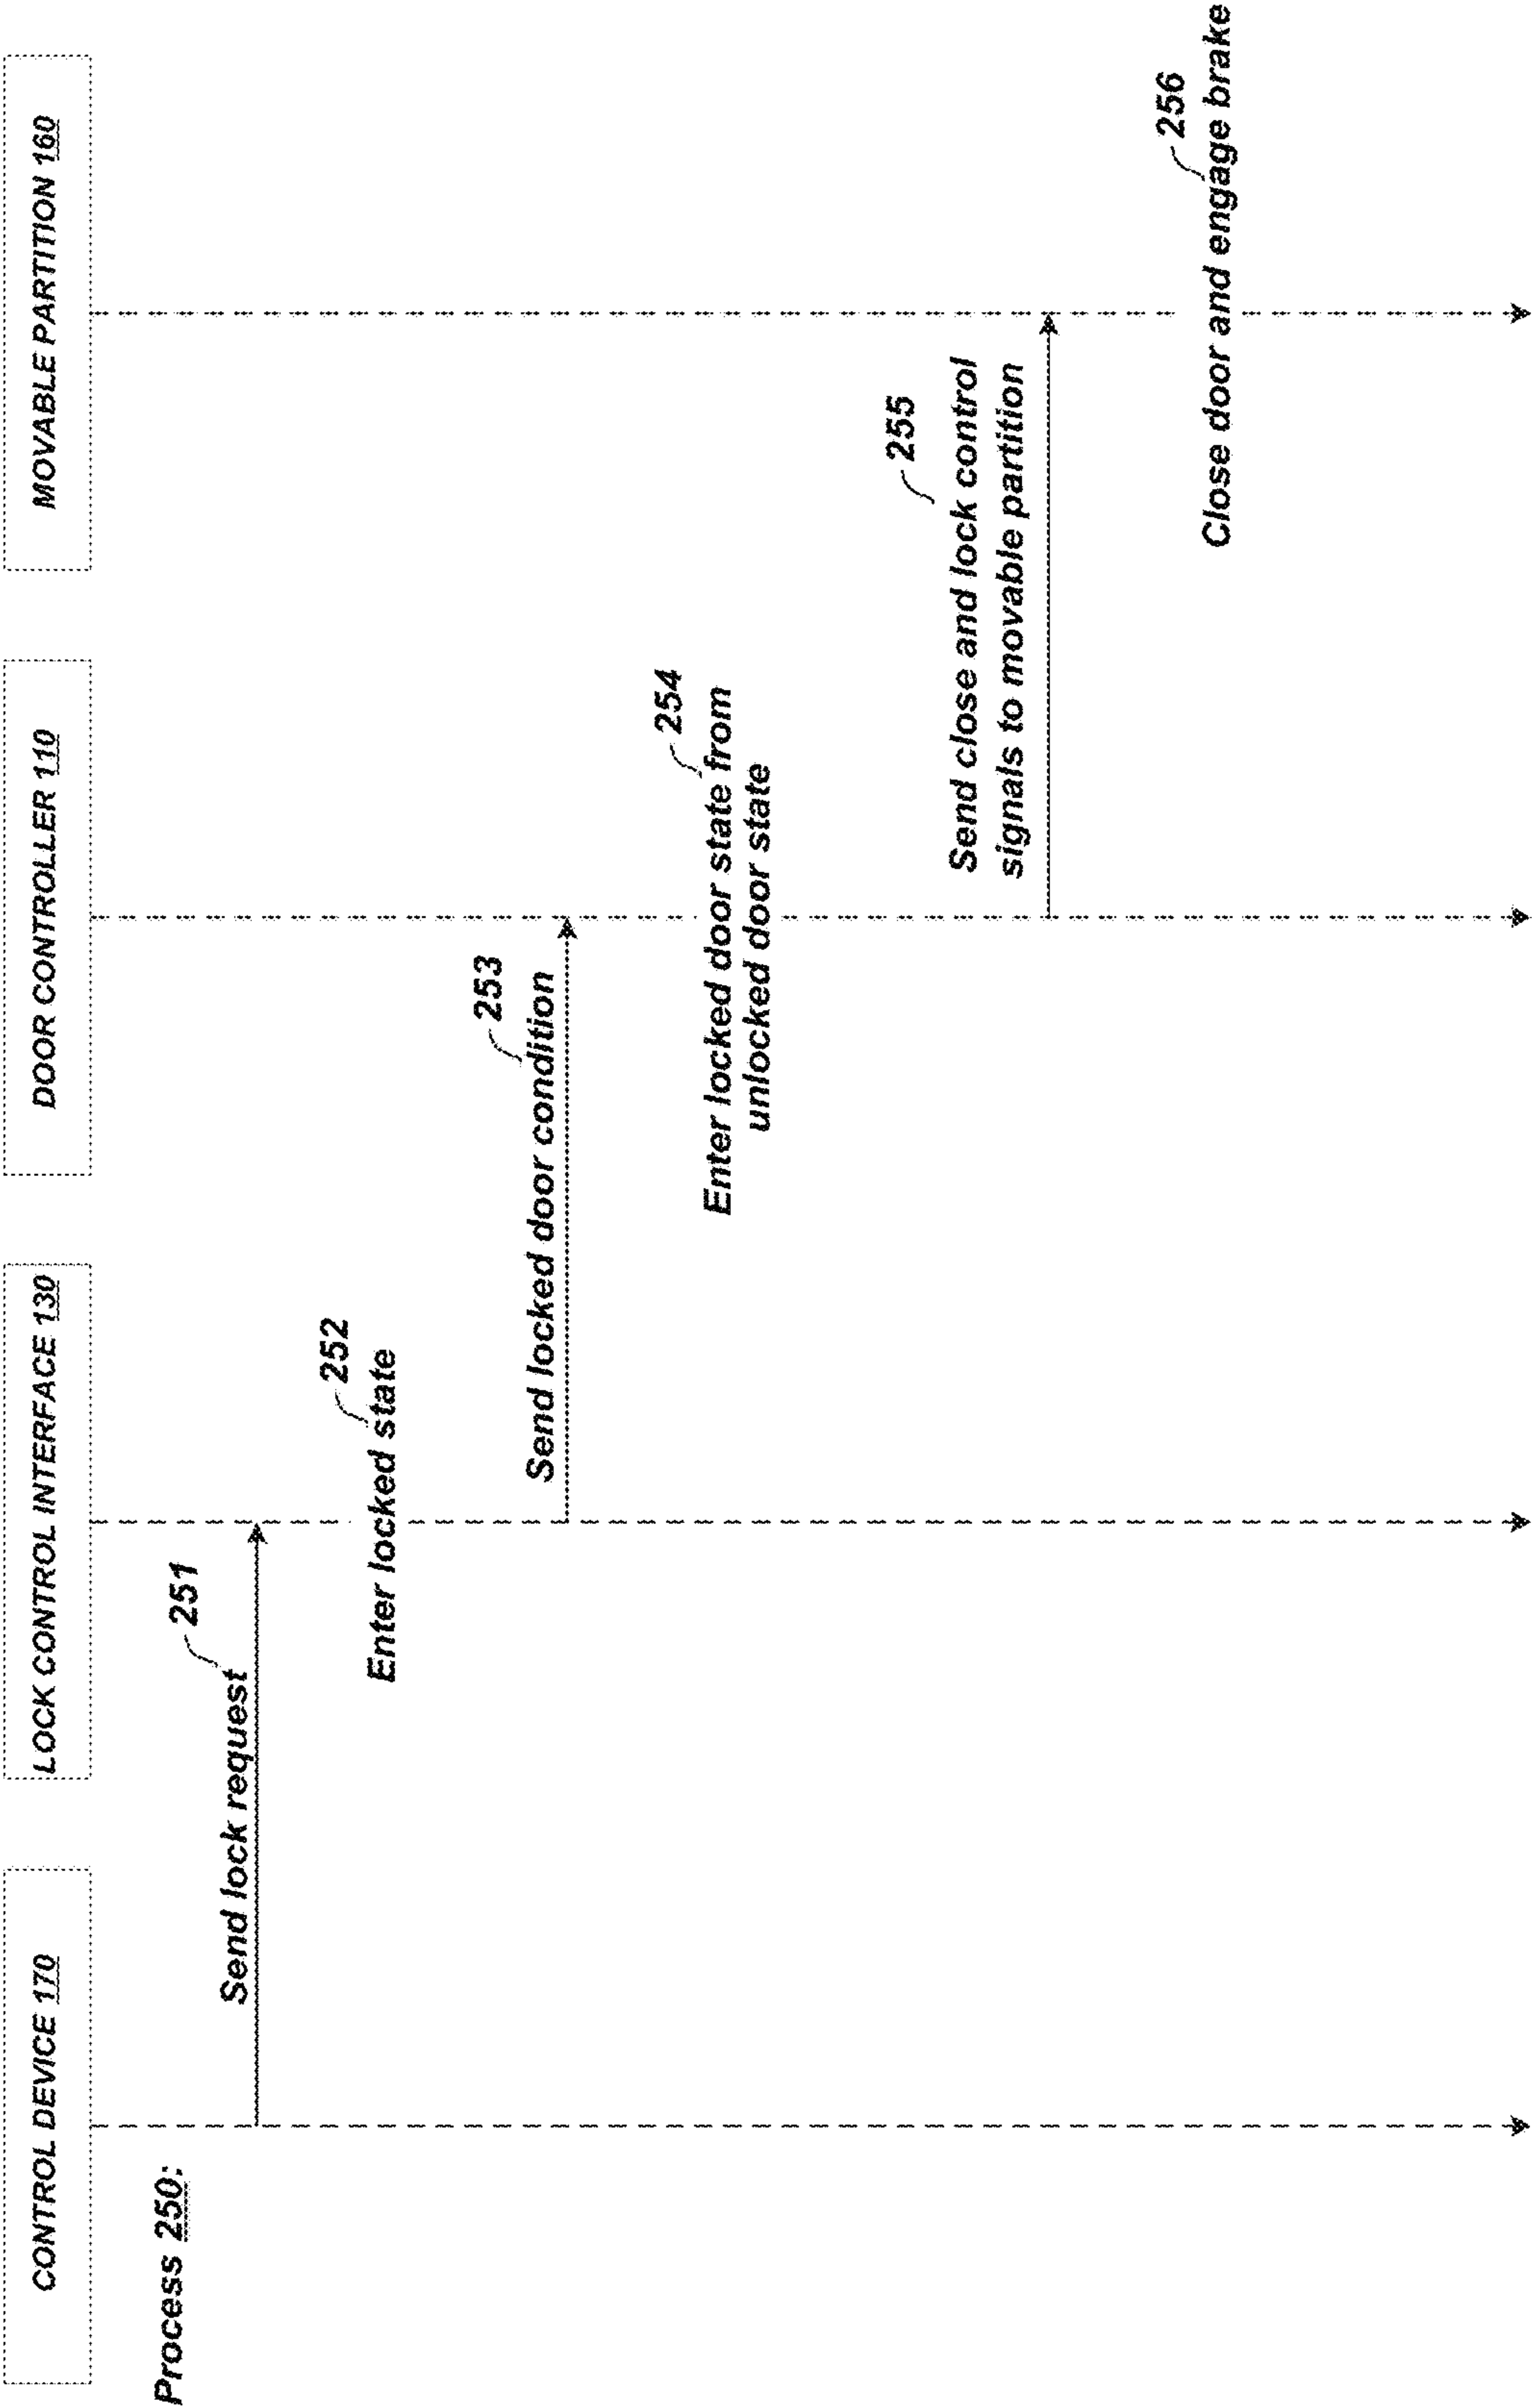 CONTROL DEVICE 170
LOCK CONTROL INTERFACE 130
DOOR CONTROLLER 110
MOVABLE PARTITION 160
Process 250:
251
Send lock request
252
Enter locked state
253
Send locked door condition
254
Enter locked door state from
unlocked door state
255
Send close and lock control
signals to movable partition
256
Close door and engage brake